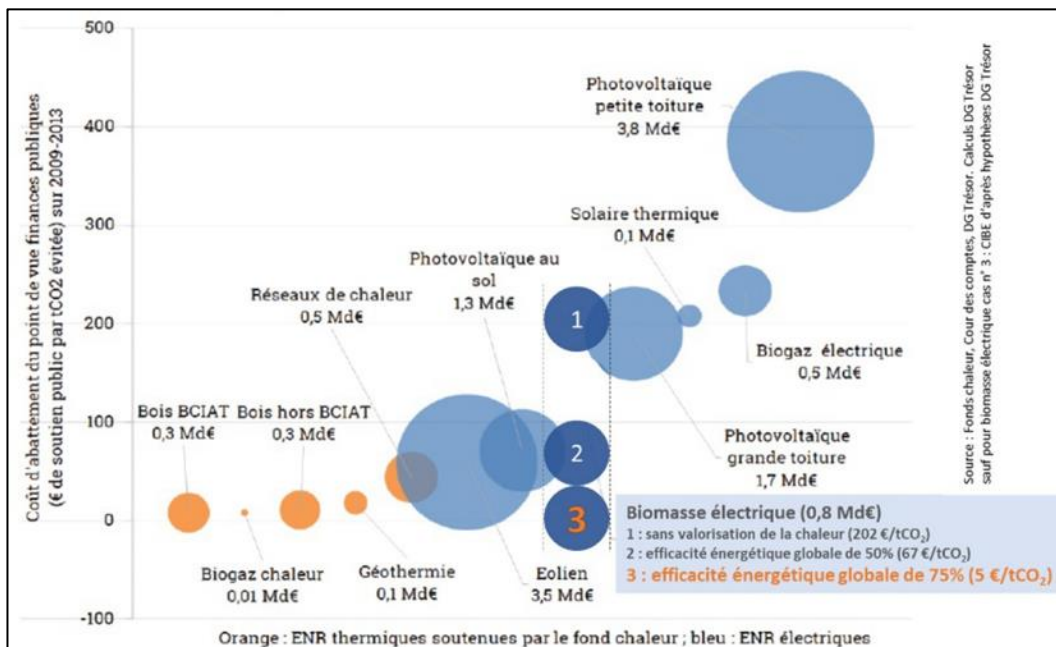 Coût d'abattement du point de vue finances publiques
(€ de soutien public par tCO2 évitée) sur 2009-2013
500
400
300
200
100
0
-100
Photovoltaïque
petite toiture
3,8 Md€
Solaire thermique
0,1 Md€
Photovoltaïque au
sol
1,3 Md€
Réseaux de chaleur
0,5 Md€
1
Biogaz électrique
0,5 Md€
Bois BCIAT
0,3 Md€
Bois hors BCIAT
0,3 Md€
2
Photovoltaïque
grande toiture
1,7 Md€
3
Biogaz chaleur
0,01 Md€
Géothermie
0,1 Md€
Eolien
3,5 Md€
Biomasse électrique (0,8 Md€)
1 : sans valorisation de la chaleur (202 €/tCO₂)
2 : efficacité énergétique globale de 50% (67 €/tCO₂)
3 : efficacité énergétique globale de 75% (5 €/tCO₂)
Orange : ENR thermiques soutenues par le fond chaleur ; bleu : ENR électriques
Source : Fonds chaleur, Cour des comptes, DG Trésor. Calculs DG Trésor
sauf pour biomasse électrique cas n° 3 : CIBE d'après hypothèses DG Trésor